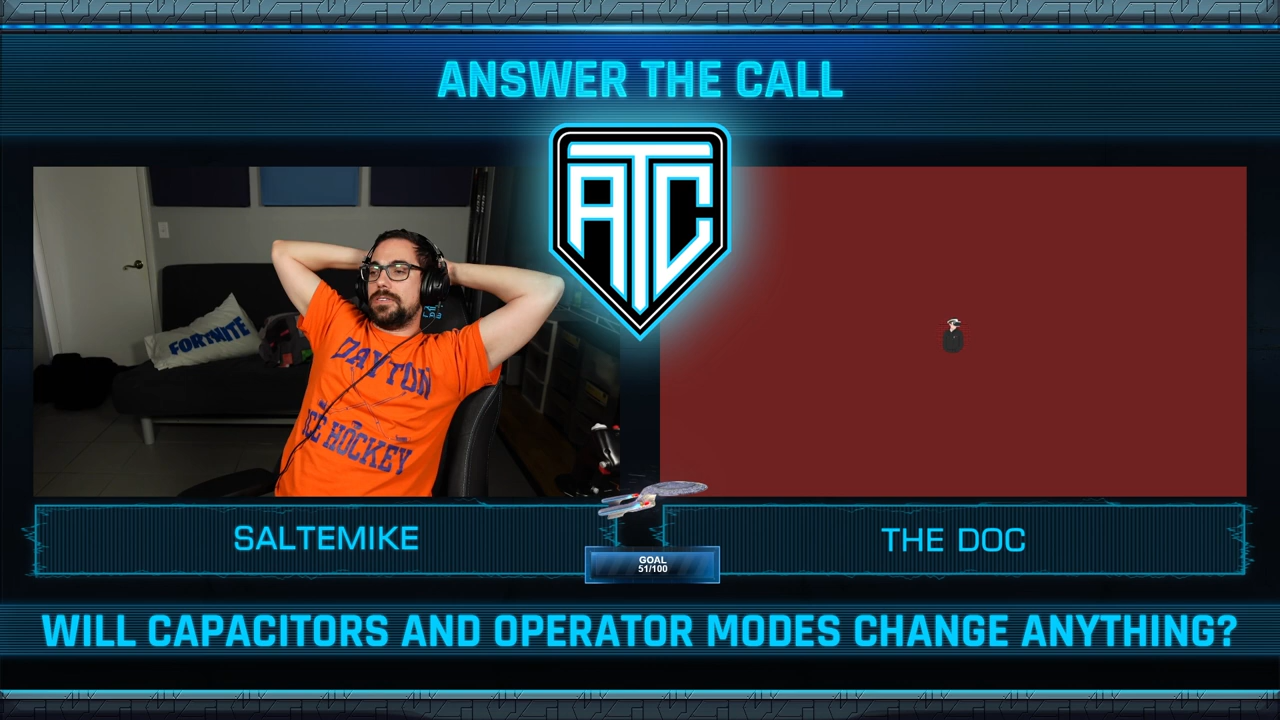 ANSWER THE CALL
ATC
FORTNITE
DAYTON
ICE HOCKEY
SALTEMIKE
THE DOC
GOAL
51/100
WILL CAPACITORS AND OPERATOR MODES CHANGE ANYTHING?